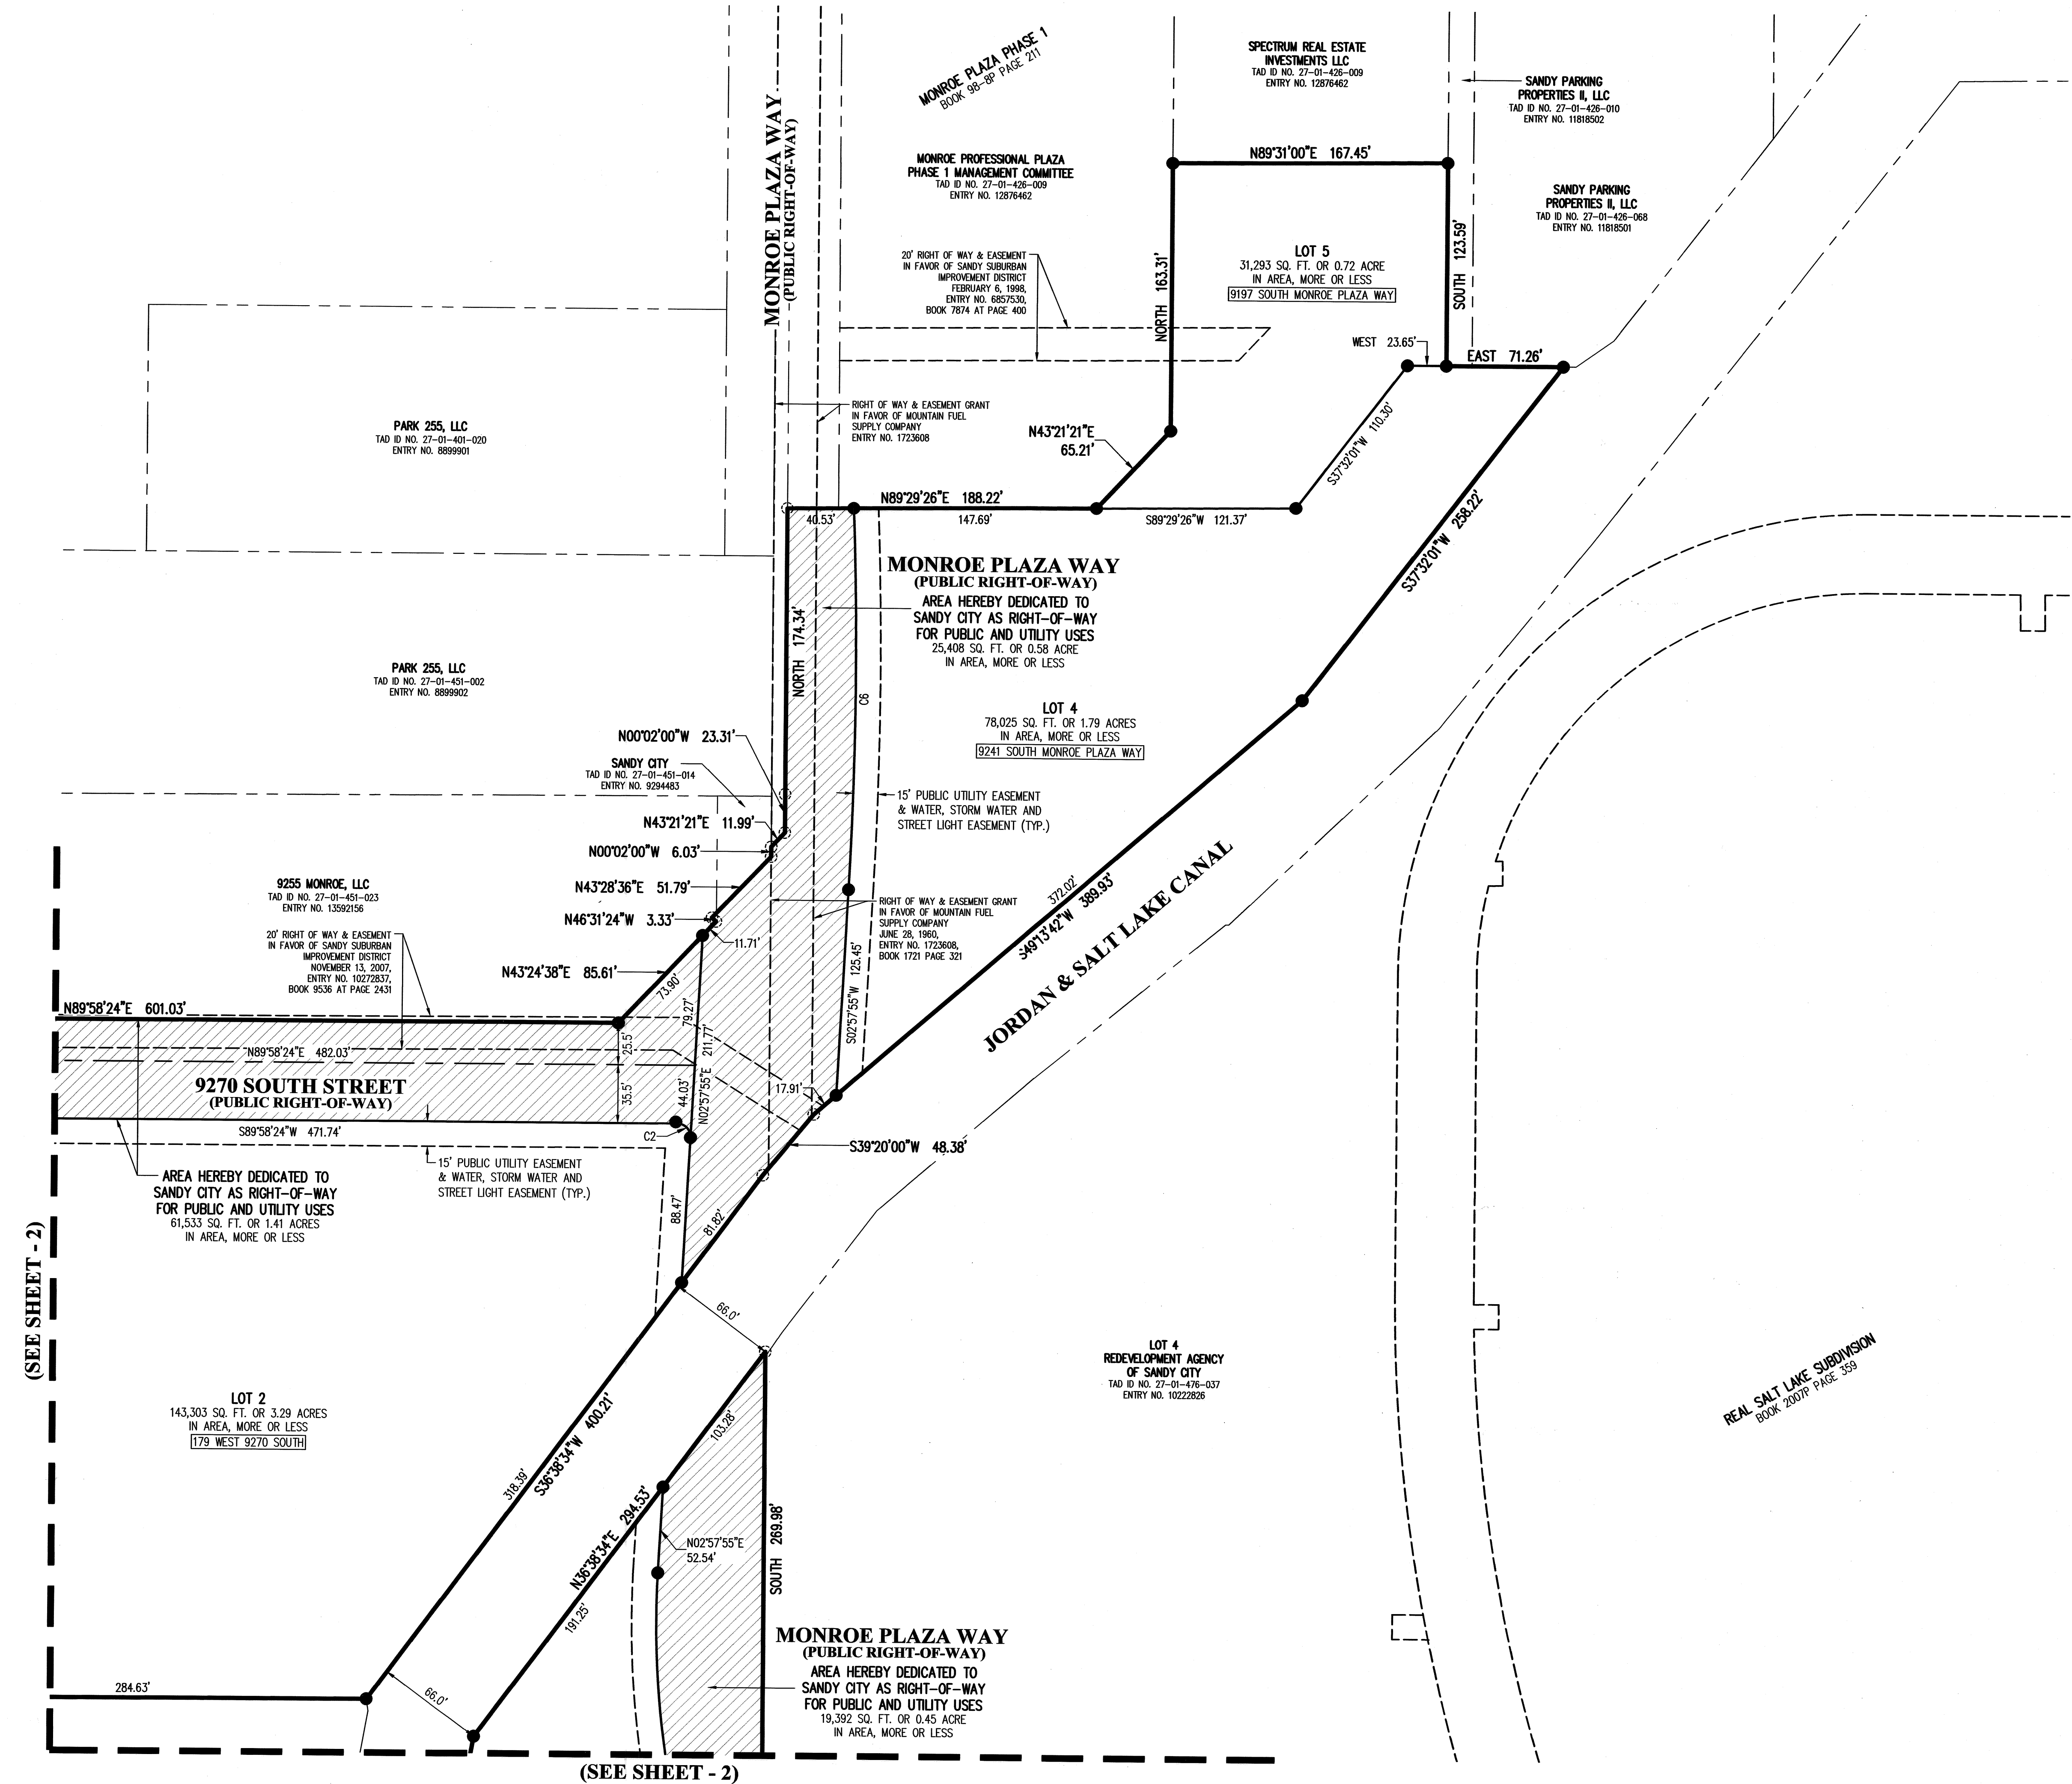 MONROE PLAZA PHASE 1
BOOK 98-8P PAGE 211
SPECTRUM REAL ESTATE
INVESTMENTS LLC
TAD ID NO. 27-01-426-009
ENTRY NO. 12876462
SANDY PARKING
PROPERTIES II, LLC
TAD ID NO. 27-01-426-010
ENTRY NO. 11818502
MONROE PLAZA WAY
(PUBLIC RIGHT-OF-WAY)
MONROE PROFESSIONAL PLAZA
PHASE 1 MANAGEMENT COMMITTEE
TAD ID NO. 27-01-426-009
ENTRY NO. 12876462
N89°31'00"E 167.45'
SANDY PARKING
PROPERTIES II, LLC
TAD ID NO. 27-01-426-068
ENTRY NO. 11818501
SOUTH 123.59'
NORTH 163.31'
LOT 5
31,293 SQ. FT. OR 0.72 ACRE
IN AREA, MORE OR LESS
9197 SOUTH MONROE PLAZA WAY
20' RIGHT OF WAY & EASEMENT
IN FAVOR OF SANDY SUBURBAN
IMPROVEMENT DISTRICT
FEBRUARY 6, 1998,
ENTRY NO. 6857530,
BOOK 7874 AT PAGE 400
WEST 23.65'
EAST 71.26'
RIGHT OF WAY & EASEMENT GRANT
IN FAVOR OF MOUNTAIN FUEL
SUPPLY COMPANY
ENTRY NO. 1723608
PARK 255, LLC
TAD ID NO. 27-01-401-020
ENTRY NO. 8899901
N43°21'21"E
65.21'
S37°32'01"W 110.30'
N89°29'26"E 188.22'
40.53'
147.69'
S89°29'26"W 121.37'
S37°32'01"W 258.22'
MONROE PLAZA WAY
(PUBLIC RIGHT-OF-WAY)
AREA HEREBY DEDICATED TO
SANDY CITY AS RIGHT-OF-WAY
FOR PUBLIC AND UTILITY USES
25,408 SQ. FT. OR 0.58 ACRE
IN AREA, MORE OR LESS
NORTH 174.34'
C6
PARK 255, LLC
TAD ID NO. 27-01-451-002
ENTRY NO. 8899902
LOT 4
78,025 SQ. FT. OR 1.79 ACRES
IN AREA, MORE OR LESS
9241 SOUTH MONROE PLAZA WAY
N00°02'00"W 23.31'
SANDY CITY
TAD ID NO. 27-01-451-014
ENTRY NO. 9294483
N43°21'21"E 11.99'
15' PUBLIC UTILITY EASEMENT
& WATER, STORM WATER AND
STREET LIGHT EASEMENT (TYP.)
N00°02'00"W 6.03'
N43°28'36"E 51.79'
N46°31'24"W 3.33'
11.71'
9255 MONROE, LLC
TAD ID NO. 27-01-451-023
ENTRY NO. 13592156
RIGHT OF WAY & EASEMENT GRANT
IN FAVOR OF MOUNTAIN FUEL
SUPPLY COMPANY
JUNE 28, 1960,
ENTRY NO. 1723608,
BOOK 1721 PAGE 321
372.02'
S49°13'42"W 389.93'
JORDAN & SALT LAKE CANAL
20' RIGHT OF WAY & EASEMENT
IN FAVOR OF SANDY SUBURBAN
IMPROVEMENT DISTRICT
NOVEMBER 13, 2007,
ENTRY NO. 10272837,
BOOK 9536 AT PAGE 2431
N43°24'38"E 85.61'
73.90'
79.27'
S02°57'55"W 125.45'
N89°58'24"E 601.03'
25.5'
N89°58'24"E 482.03'
N02°57'55"E 211.77'
9270 SOUTH STREET
(PUBLIC RIGHT-OF-WAY)
35.5'
44.03'
17.91'
S89°58'24"W 471.74'
C2
S39°20'00"W 48.38'
15' PUBLIC UTILITY EASEMENT
& WATER, STORM WATER AND
STREET LIGHT EASEMENT (TYP.)
AREA HEREBY DEDICATED TO
SANDY CITY AS RIGHT-OF-WAY
FOR PUBLIC AND UTILITY USES
61,533 SQ. FT. OR 1.41 ACRES
IN AREA, MORE OR LESS
88.47'
81.82'
(SEE SHEET - 2)
66.0'
LOT 4
REDEVELOPMENT AGENCY
OF SANDY CITY
TAD ID NO. 27-01-476-037
ENTRY NO. 10222826
REAL SALT LAKE SUBDIVISION
BOOK 2007P PAGE 359
LOT 2
143,303 SQ. FT. OR 3.29 ACRES
IN AREA, MORE OR LESS
179 WEST 9270 SOUTH
318.39'
S36°38'34"W 400.21'
103.28'
N36°38'34"E 294.53'
191.25'
N02°57'55"E
52.54'
SOUTH 269.98'
MONROE PLAZA WAY
(PUBLIC RIGHT-OF-WAY)
AREA HEREBY DEDICATED TO
SANDY CITY AS RIGHT-OF-WAY
FOR PUBLIC AND UTILITY USES
19,392 SQ. FT. OR 0.45 ACRE
IN AREA, MORE OR LESS
284.63'
66.0'
(SEE SHEET - 2)